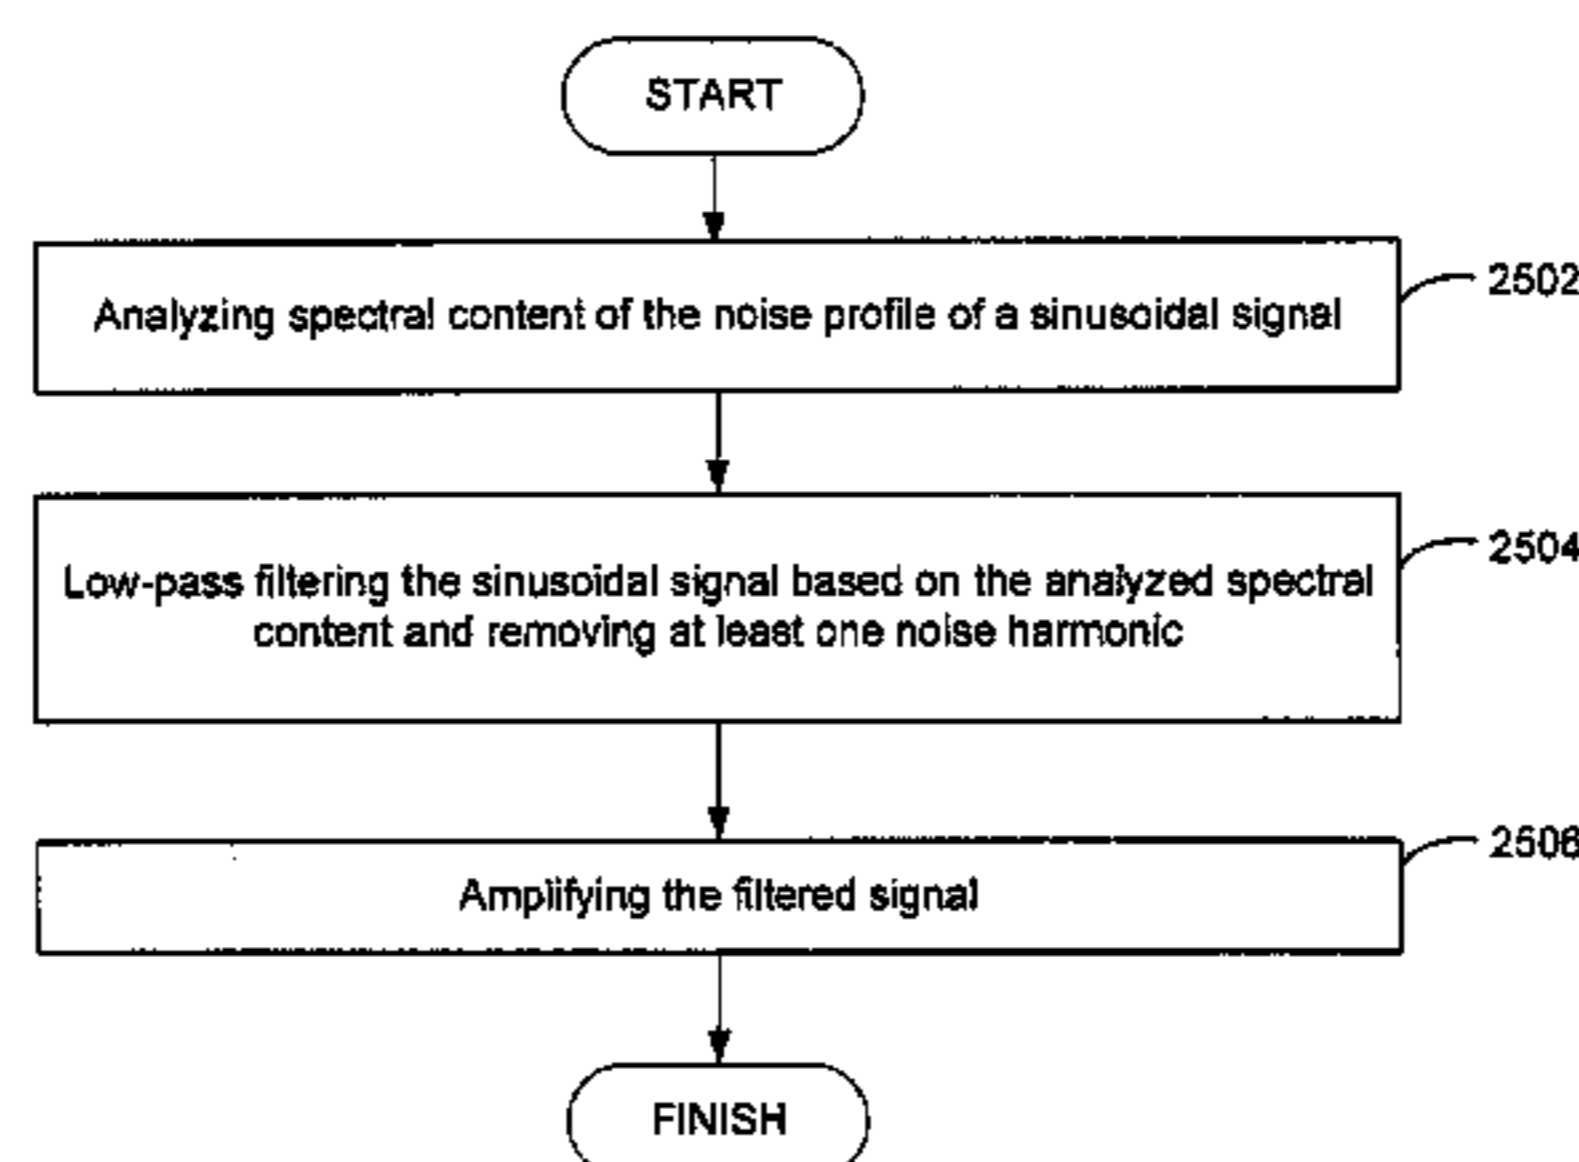 START
Analyzing spectral content of the noise profile of a sinusoidal signal
2502
Low-pass filtering the sinusoidal signal based on the analyzed spectral
content and removing at least one noise harmonic
2504
Amplifying the filtered signal
2506
FINISH